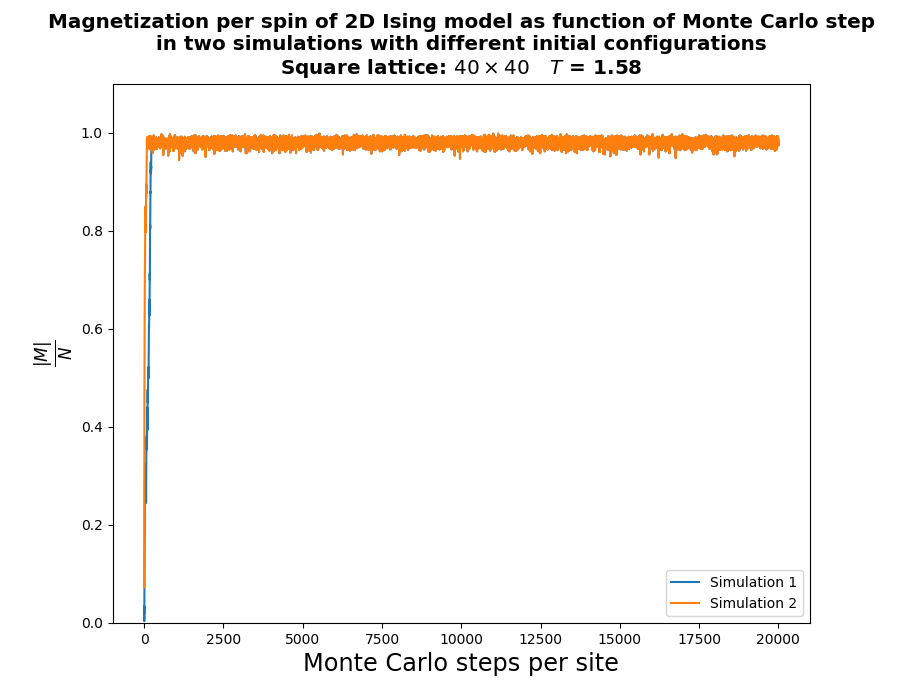 Magnetization per spin of 2D Ising model as function of Monte Carlo step
in two simulations with different initial configurations
Square lattice: 40 × 40 T = 1.58
1.0
0.8
0.6
0.4
0.2
0.0
|M|
N
Simulation 1
Simulation 2
0 2500 5000 7500 10000 12500 15000 17500 20000
Monte Carlo steps per site